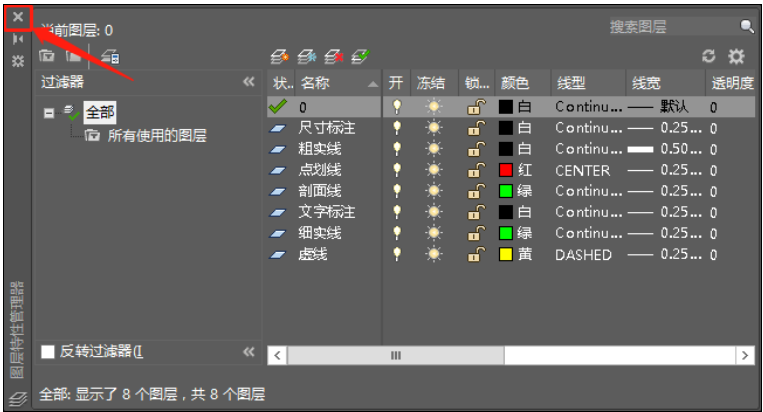 当前图层: 0
搜索图层
过滤器
状.. 名称 开 冻结 锁... 颜色 线型 线宽 透明度
全部
所有使用的图层
0 白 Continu... 默认 0
尺寸标注 白 Continu... 0.25... 0
粗实线 白 Continu... 0.50... 0
点划线 红 CENTER 0.25... 0
剖面线 绿 Continu... 0.25... 0
文字标注 白 Continu... 0.25... 0
细实线 绿 Continu... 0.25... 0
虚线 黄 DASHED 0.25... 0
反转过滤器(I
全部: 显示了 8 个图层，共 8 个图层
图层特性管理器